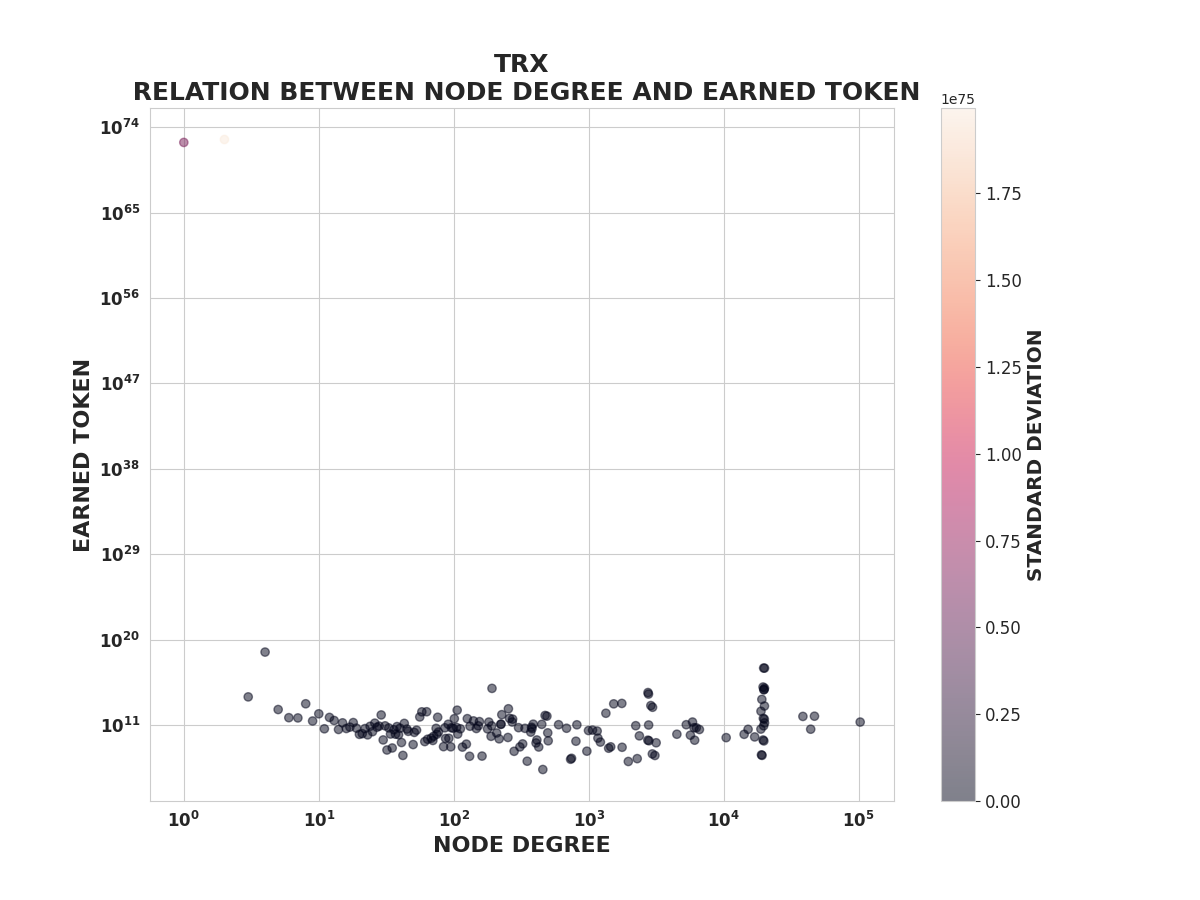 TRX
RELATION BETWEEN NODE DEGREE AND EARNED TOKEN
1e75
10^74
10^65
10^56
10^47
10^38
10^29
10^20
10^11
EARNED TOKEN
10^0 10^1 10^2 10^3 10^4 10^5
NODE DEGREE
1.75
1.50
1.25
1.00
0.75
0.50
0.25
0.00
STANDARD DEVIATION